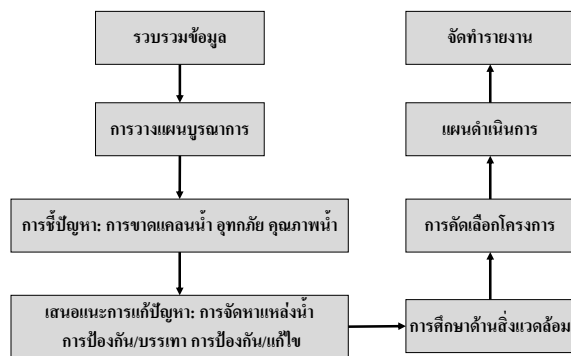 รวบรวมข้อมูล
การวางแผนบูรณาการ
การชี้ปัญหา: การขาดแคลนน้ำ อุทกภัย คุณภาพน้ำ
เสนอแนะการแก้ปัญหา: การจัดหาแหล่งน้ำ
การป้องกัน/บรรเทา การป้องกัน/แก้ไข
การศึกษาด้านสิ่งแวดล้อม
การคัดเลือกโครงการ
แผนดำเนินการ
จัดทำรายงาน